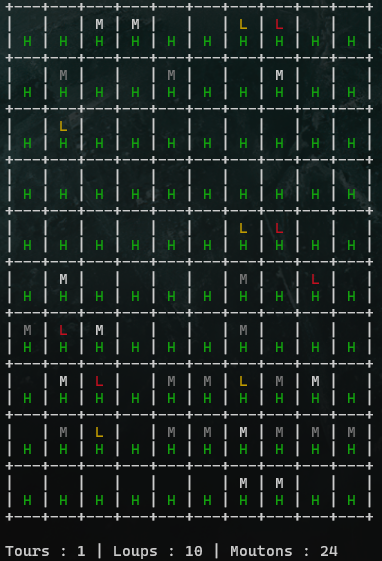 +---+---+---+---+---+---+---+---+---+---+
|   |   | M | M |   |   | L | L |   |   |
| H | H | H | H | H | H | H | H | H | H |
+---+---+---+---+---+---+---+---+---+---+
|   | M |   |   | M |   |   | M |   |   |
| H | H | H | H | H | H | H | H | H | H |
+---+---+---+---+---+---+---+---+---+---+
|   | L |   |   |   |   |   |   |   |   |
| H | H | H | H | H | H | H | H | H | H |
+---+---+---+---+---+---+---+---+---+---+
|   |   |   |   |   |   |   |   |   |   |
| H | H | H | H | H | H | H | H | H | H |
+---+---+---+---+---+---+---+---+---+---+
|   |   |   |   |   |   | L | L |   |   |
| H | H | H | H | H | H | H | H | H | H |
+---+---+---+---+---+---+---+---+---+---+
|   | M |   |   |   |   | M |   | L |   |
| H | H | H | H | H | H | H | H | H | H |
+---+---+---+---+---+---+---+---+---+---+
| M | L | M |   |   |   | M |   |   |   |
| H | H | H | H | H | H | H | H | H | H |
+---+---+---+---+---+---+---+---+---+---+
|   | M | L |   | M | M | L | M | M |   |
| H | H | H | H | H | H | H | H | H | H |
+---+---+---+---+---+---+---+---+---+---+
|   | M | L |   | M | M | M | M | M | M |
| H | H | H | H | H | H | H | H | H | H |
+---+---+---+---+---+---+---+---+---+---+
|   |   |   |   |   |   | M | M |   |   |
| H | H | H | H | H | H | H | H | H | H |
+---+---+---+---+---+---+---+---+---+---+
Tours : 1 | Loups : 10 | Moutons : 24